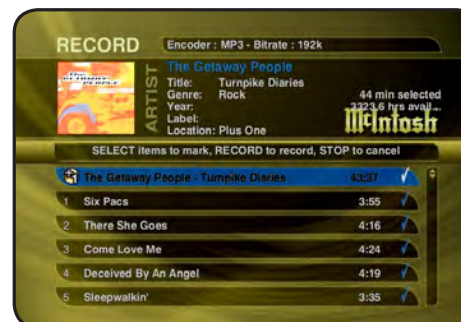 RECORD
Encoder : MP3 - Bitrate : 192k
ARTIST
The Getaway People
Title: Turnpike Diaries
Genre: Rock
44 min selected
Year:
3323.6 hrs avail...
Label:
Location: Plus One
McIntosh
SELECT items to mark, RECORD to record, STOP to cancel
The Getaway People - Turnpike Diaries 43:37
1 Six Pacs 3:55
2 There She Goes 4:16
3 Come Love Me 4:24
4 Deceived By An Angel 4:19
5 Sleepwalkin' 3:35